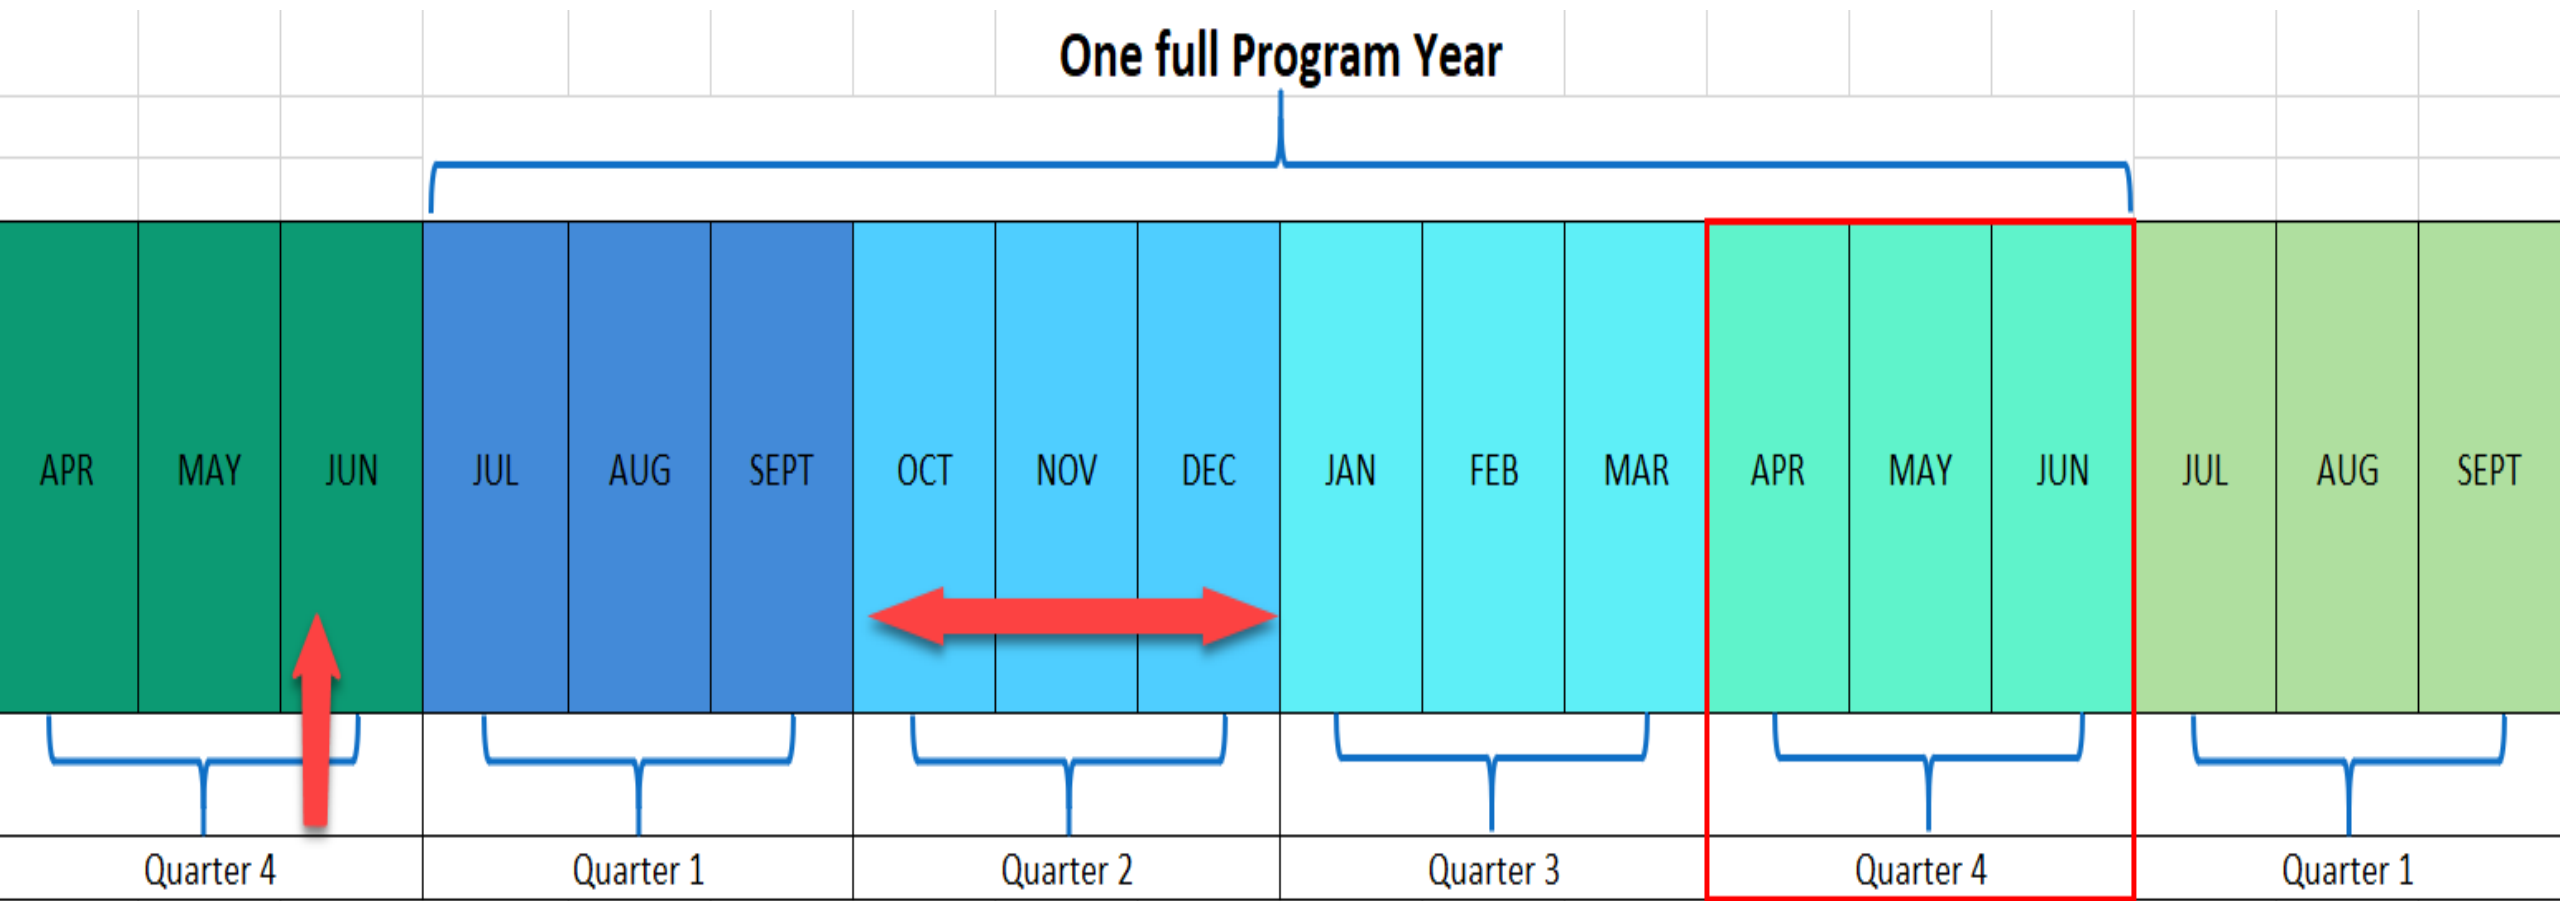 One full Program Year
APR MAY JUN JUL AUG SEPT OCT NOV DEC JAN FEB MAR APR MAY JUN JUL AUG SEPT
Quarter 4 Quarter 1 Quarter 2 Quarter 3 Quarter 4 Quarter 1